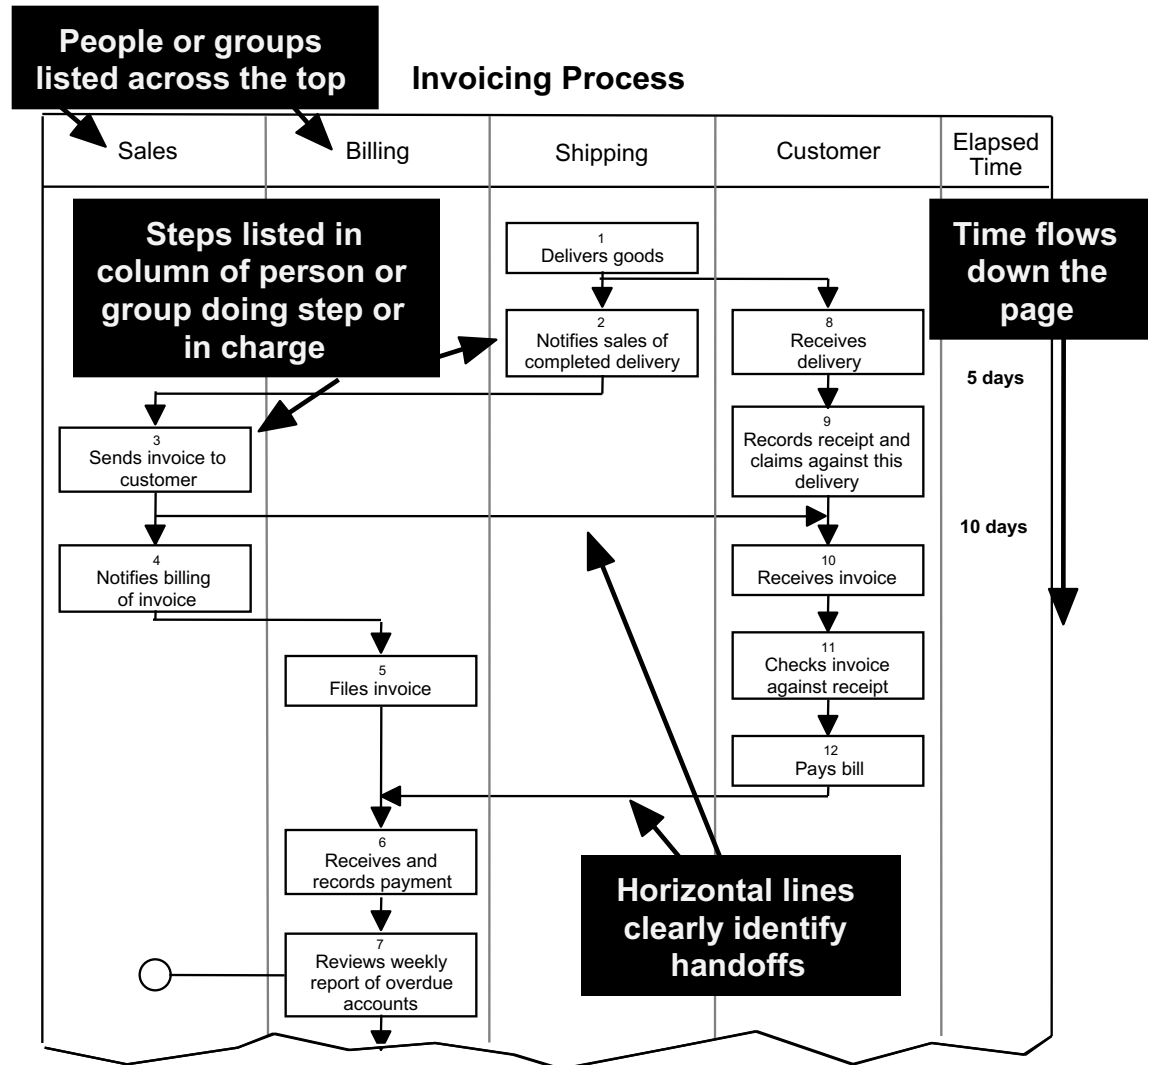 People or groups
listed across the top
Invoicing Process
Sales
Billing
Shipping
Customer
Elapsed
Time
Steps listed in
column of person or
group doing step or
in charge
Time flows
down the
page
1
Delivers goods
2
Notifies sales of
completed delivery
8
Receives
delivery
5 days
3
Sends invoice to
customer
9
Records receipt and
claims against this
delivery
10 days
4
Notifies billing
of invoice
10
Receives invoice
5
Files invoice
11
Checks invoice
against receipt
12
Pays bill
6
Receives and
records payment
Horizontal lines
clearly identify
handoffs
7
Reviews weekly
report of overdue
accounts